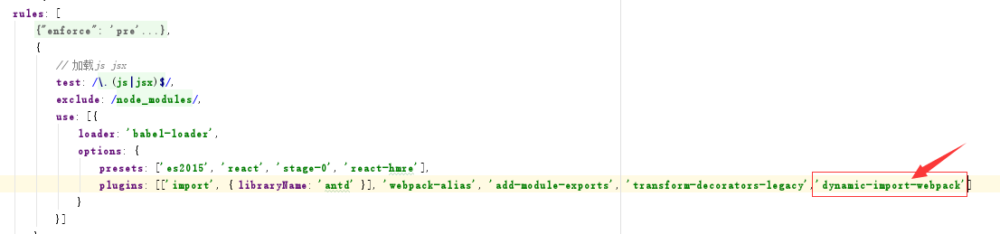 rules: [
{"enforce": 'pre'...},
{
// 加载js jsx
test: /\.(js|jsx)$/,
exclude: /node_modules/,
use: [{
loader: 'babel-loader',
options: {
presets: ['es2015', 'react', 'stage-0', 'react-hmre'],
plugins: [['import', { libraryName: 'antd' }], 'webpack-alias', 'add-module-exports', 'transform-decorators-legacy','dynamic-import-webpack']
}
}]